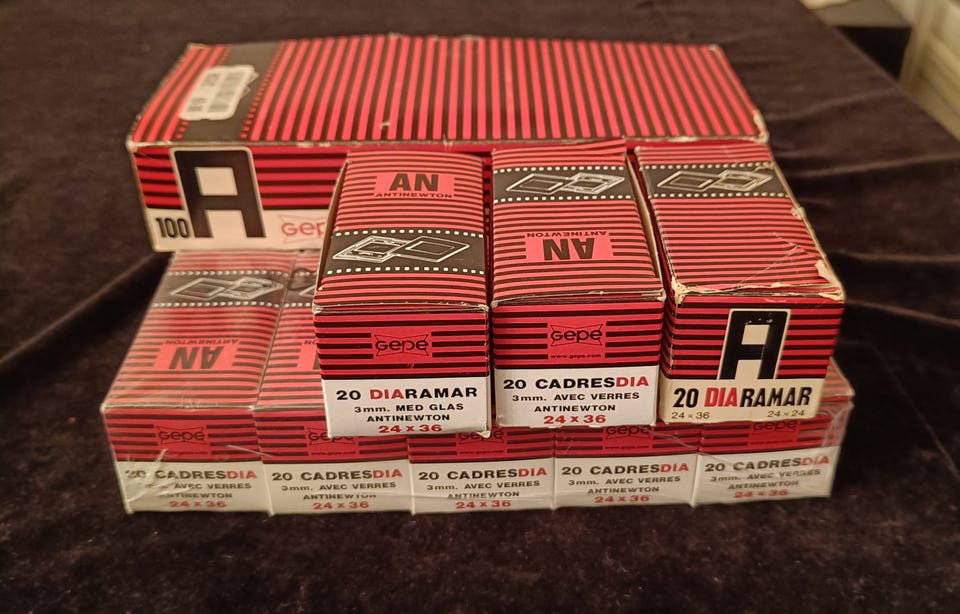 A
100
Gepe
AN
ANTINEWTON
Gepe
20 DIARAMAR
3mm. MED GLAS
ANTINEWTON
24 x 36
AN
ANTINEWTON
Gepe
www.gepe.com
20 CADRESDIA
3mm. AVEC VERRES
ANTINEWTON
24 x 36
A
20 DIARAMAR
24 x 36
24 x 24
AN
ANTINEWTON
Gepe
20 CADRESDIA
3mm. AVEC VERRES
ANTINEWTON
24 x 36
Gepe
20 CADRESDIA
3mm. AVEC VERRES
ANTINEWTON
24 x 36
Gepe
20 CADRESDIA
3mm. AVEC VERRES
ANTINEWTON
24 x 36
Gepe
20 CADRESDIA
3mm. AVEC VERRES
ANTINEWTON
24 x 36
Gepe
20 CADRESDIA
3mm. AVEC VERRES
ANTINEWTON
24 x 36